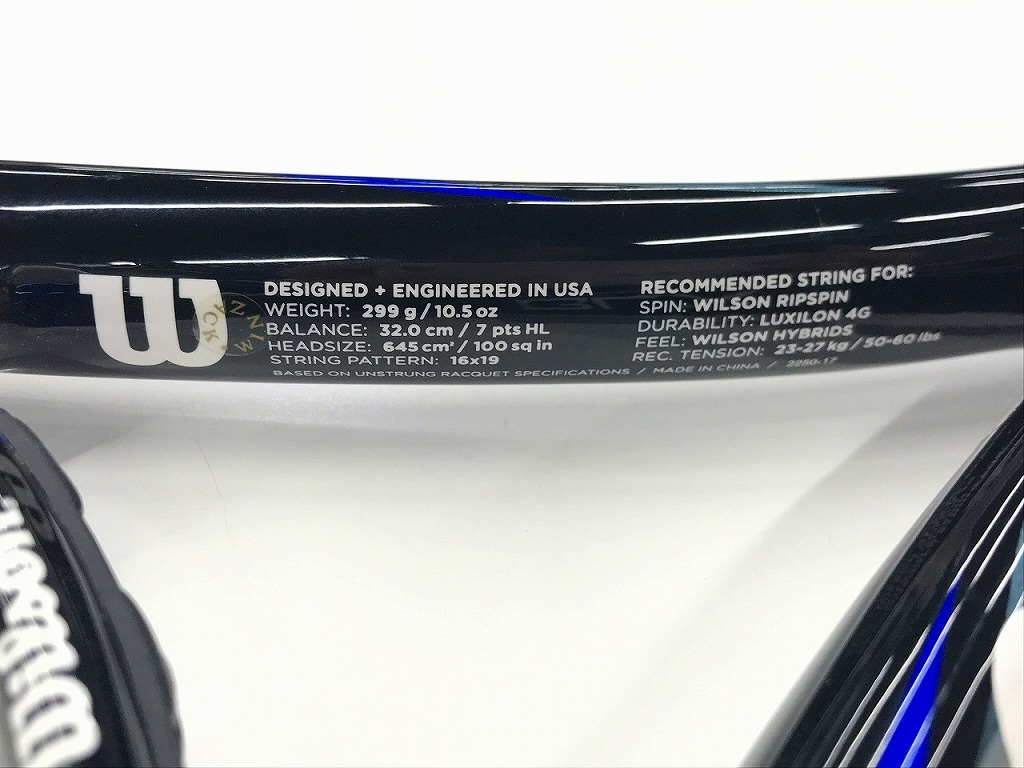 W
DESIGNED + ENGINEERED IN USA
WEIGHT: 299 g / 10.5 oz
BALANCE: 32.0 cm / 7 pts HL
HEADSIZE: 645 cm² / 100 sq in
STRING PATTERN: 16x19
BASED ON UNSTRUNG RACQUET SPECIFICATIONS / MADE IN CHINA / 2250-17
RECOMMENDED STRING FOR:
SPIN: WILSON RIPSPIN
DURABILITY: LUXILON 4G
FEEL: WILSON HYBRIDS
REC. TENSION: 23-27 kg / 50-60 lbs